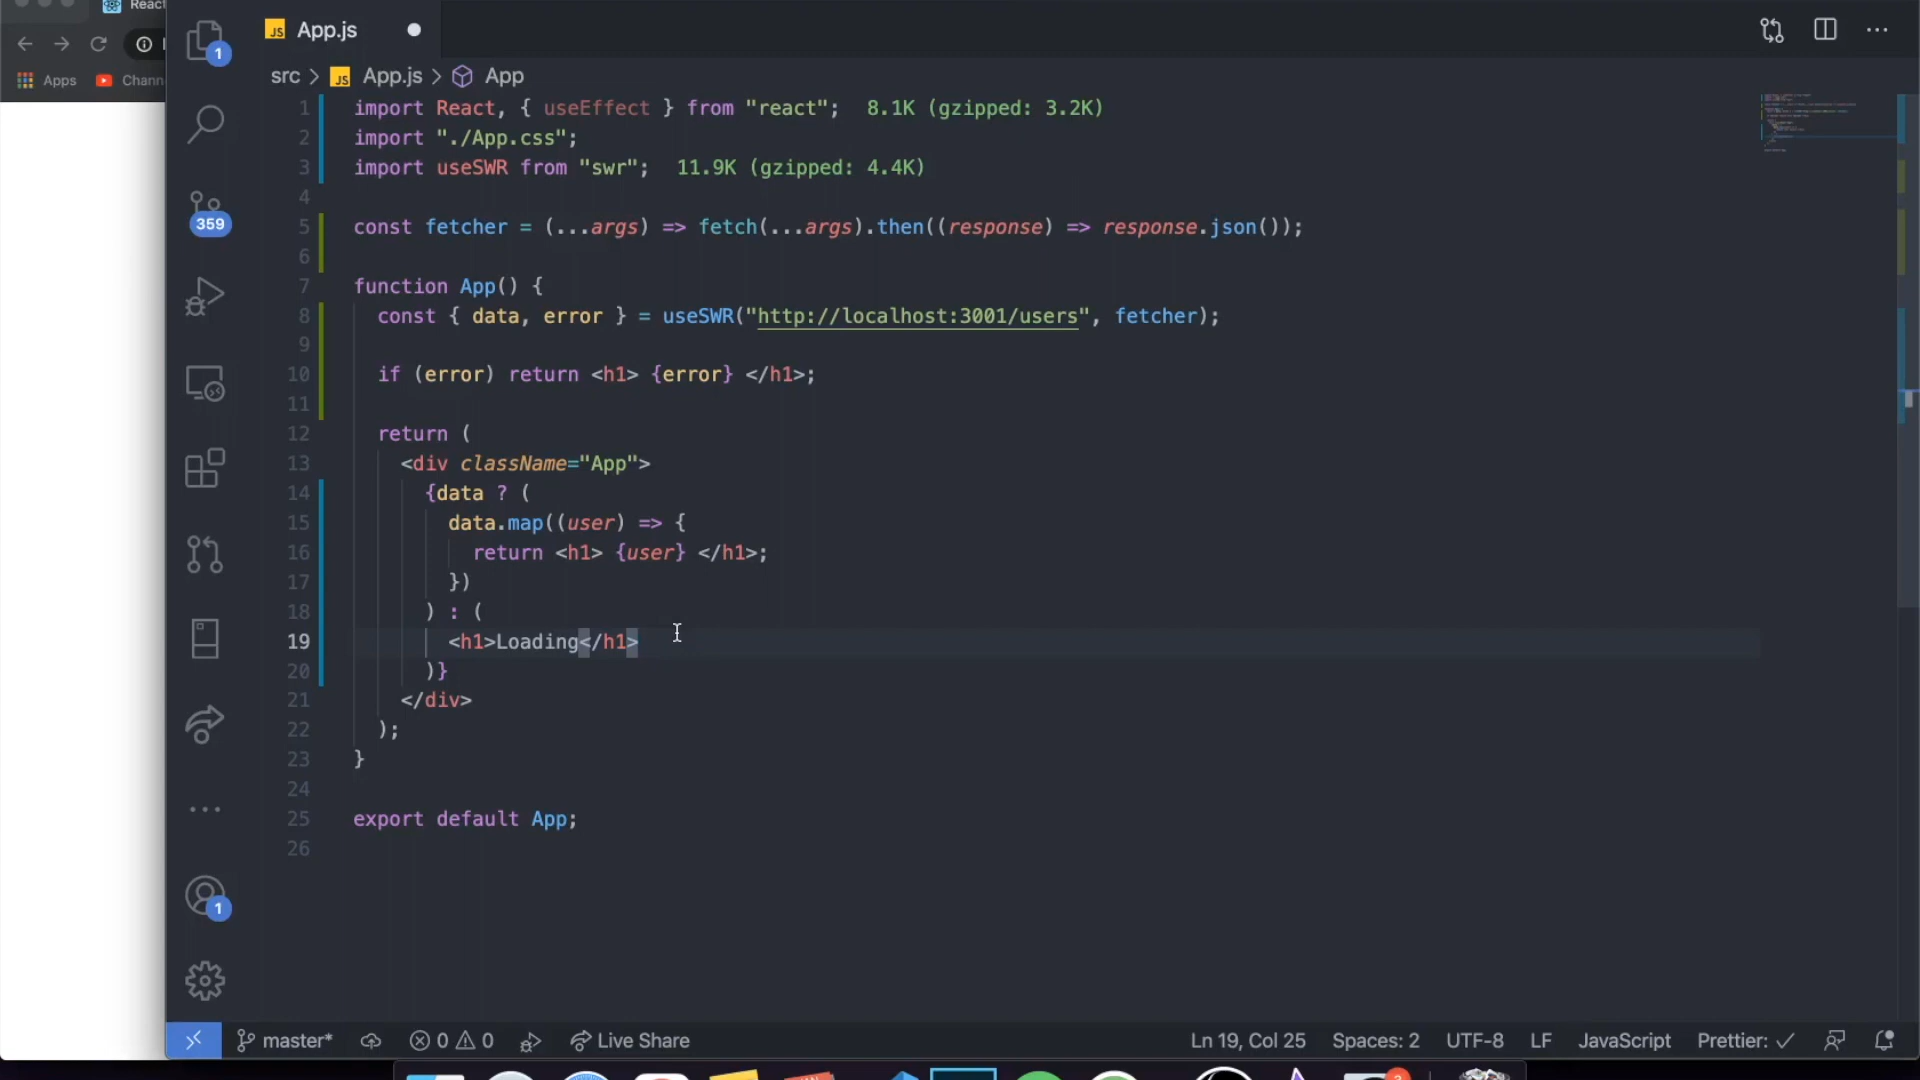 React
Apps
Chann
1
359
1
JS App.js
src > JS App.js > App
1 import React, { useEffect } from "react"; 8.1K (gzipped: 3.2K)
2 import "./App.css";
3 import useSWR from "swr"; 11.9K (gzipped: 4.4K)
4
5 const fetcher = (...args) => fetch(...args).then((response) => response.json());
6
7 function App() {
8 const { data, error } = useSWR("http://localhost:3001/users", fetcher);
9
10 if (error) return <h1> {error} </h1>;
11
12 return (
13 <div className="App">
14 {data ? (
15 data.map((user) => {
16 return <h1> {user} </h1>;
17 })
18 ) : (
19 <h1>Loading</h1>
20 )}
21 </div>
22 );
23 }
24
25 export default App;
26
master* 0 0 Live Share Ln 19, Col 25 Spaces: 2 UTF-8 LF JavaScript Prettier: ✓